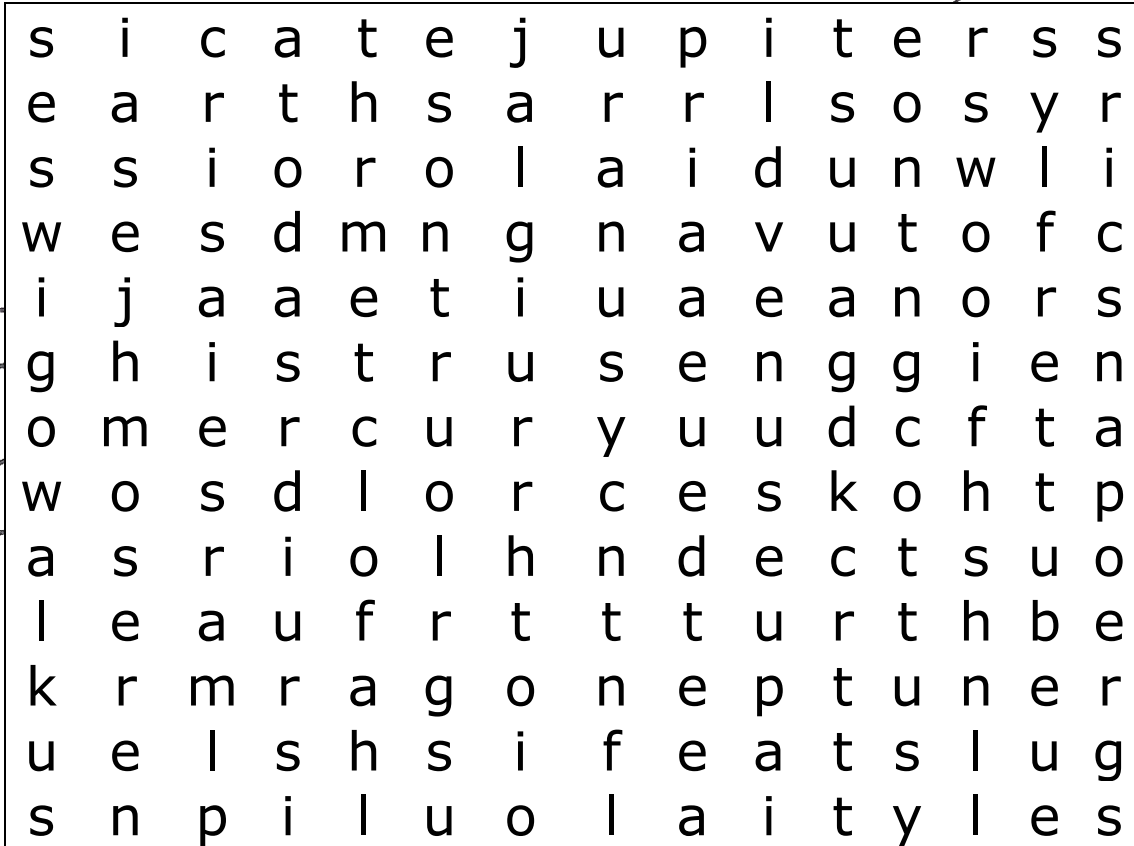 s i c a t e j u p i t e r s s
e a r t h s a r r l s o s y r
s s i o r o l a i d u n w l i
w e s d m n g n a v u t o f c
i j a a e t i u a e a n o r s
g h i s t r u s e n g g i e n
o m e r c u r y u u d c f t a
w o s d l o r c e s k o h t p
a s r i o l h n d e c t s u o
l e a u f r t t t u r t h b e
k r m r a g o n e p t u n e r
u e l s h s i f e a t s l u g
s n p i l u o l a i t y l e s